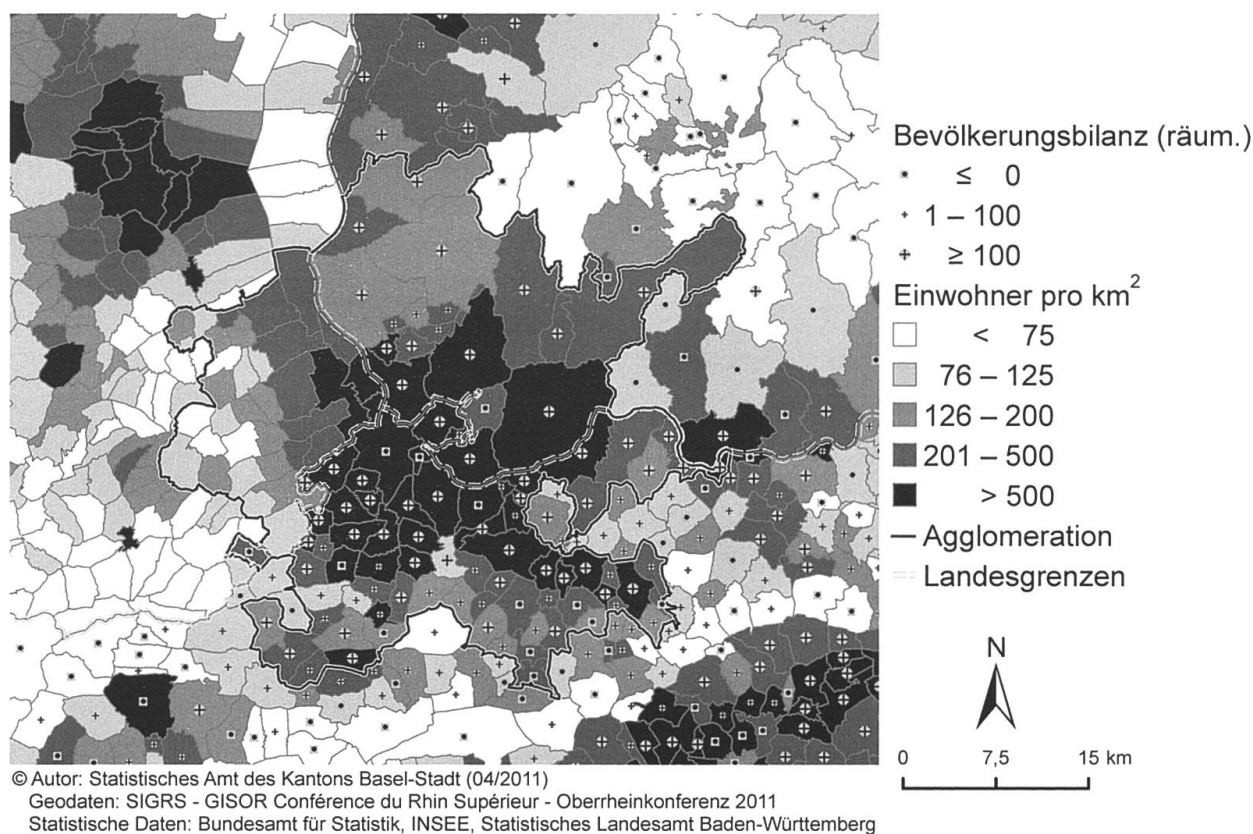 Bevölkerungsbilanz (räum.)
≤ 0
1 – 100
≥ 100
Einwohner pro km²
< 75
76 – 125
126 – 200
201 – 500
> 500
Agglomeration
Landesgrenzen
N
0 7,5 15 km
© Autor: Statistisches Amt des Kantons Basel-Stadt (04/2011)
Geodaten: SIGRS - GISOR Conférence du Rhin Supérieur - Oberrheinkonferenz 2011
Statistische Daten: Bundesamt für Statistik, INSEE, Statistisches Landesamt Baden-Württemberg